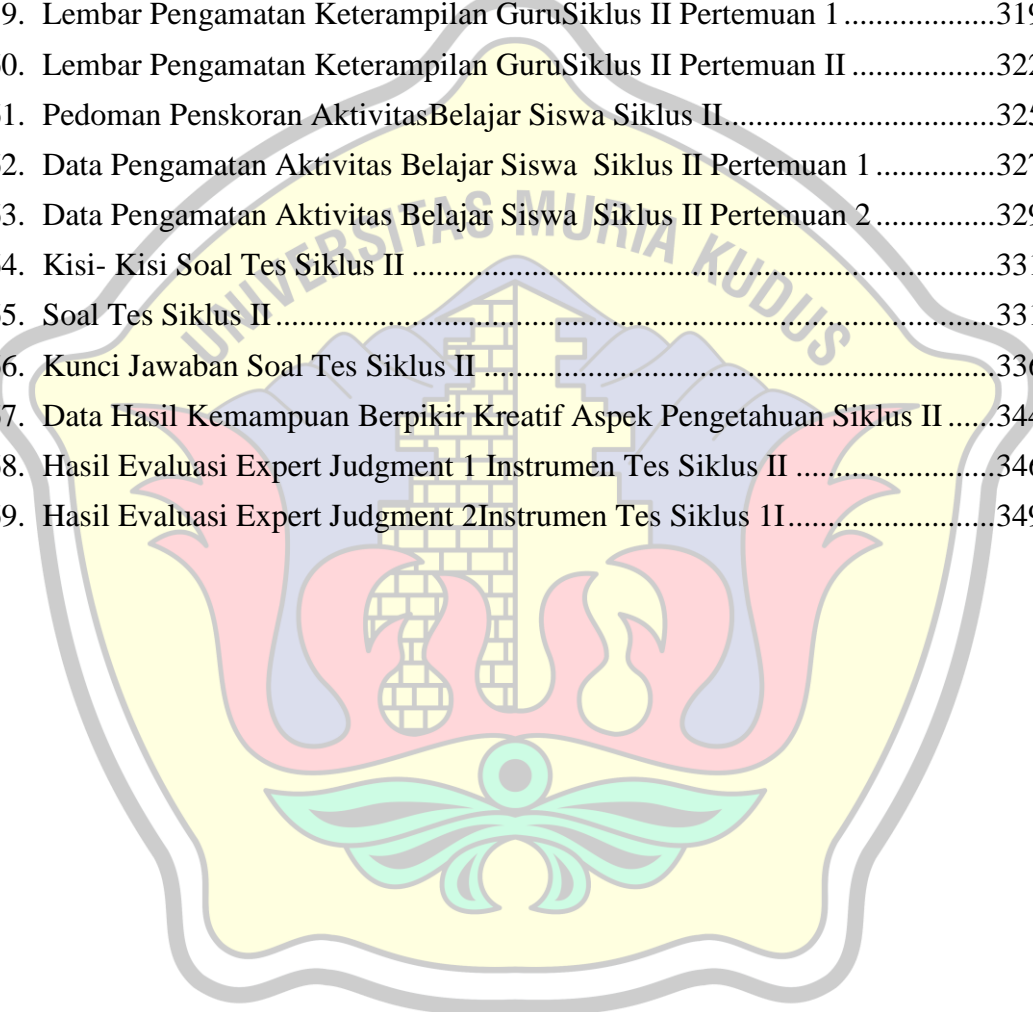 9. Lembar Pengamatan Keterampilan GuruSiklus II Pertemuan 1 ....................319
0. Lembar Pengamatan Keterampilan GuruSiklus II Pertemuan II ..................322
1. Pedoman Penskoran AktivitasBelajar Siswa Siklus II...................................325
2. Data Pengamatan Aktivitas Belajar Siswa  Siklus II Pertemuan 1 ...............327
3. Data Pengamatan Aktivitas Belajar Siswa  Siklus II Pertemuan 2 ...............329
4. Kisi- Kisi Soal Tes Siklus II ..........................................................................331
5. Soal Tes Siklus II ...........................................................................................331
6. Kunci Jawaban Soal Tes Siklus II .................................................................336
7. Data Hasil Kemampuan Berpikir Kreatif Aspek Pengetahuan Siklus II ......344
8. Hasil Evaluasi Expert Judgment 1 Instrumen Tes Siklus II .........................346
9. Hasil Evaluasi Expert Judgment 2Instrumen Tes Siklus 1I..........................349
UNIVERSITAS MURIA KUDUS